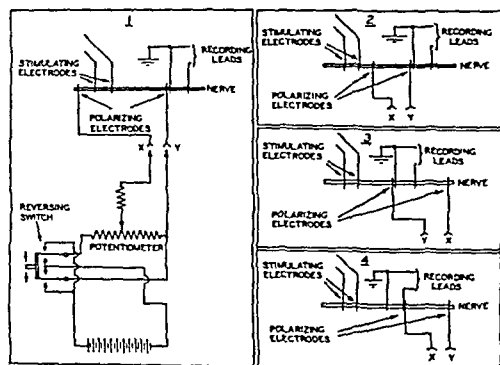 1
STIMULATING
ELECTRODES
RECORDING
LEADS
NERVE
POLARIZING
ELECTRODES
X Y
REVERSING
SWITCH
POTENTIOMETER
2
STIMULATING
ELECTRODES
RECORDING
LEADS
NERVE
POLARIZING
ELECTRODES
X Y
3
STIMULATING
ELECTRODES
RECORDING
LEADS
NERVE
POLARIZING
ELECTRODES
Y X
4
STIMULATING
ELECTRODES
RECORDING
LEADS
NERVE
POLARIZING
ELECTRODES
X Y